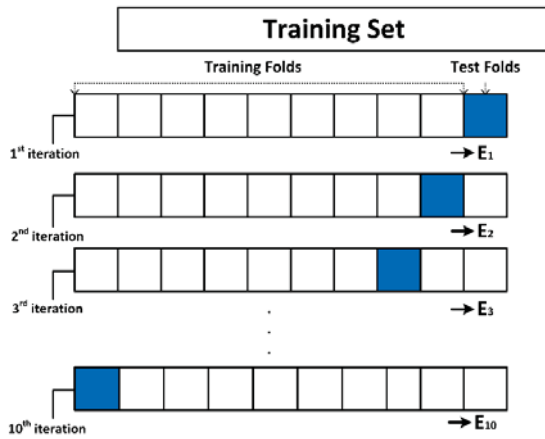 Training Set
Training Folds
Test Folds
1st iteration
E1
2nd iteration
E2
3rd iteration
E3
10th iteration
E10